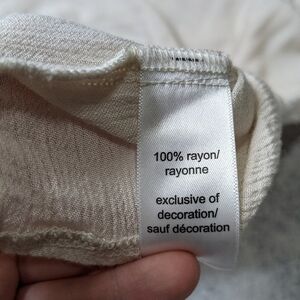 100% rayon/
rayonne
exclusive of
decoration/
sauf décoration